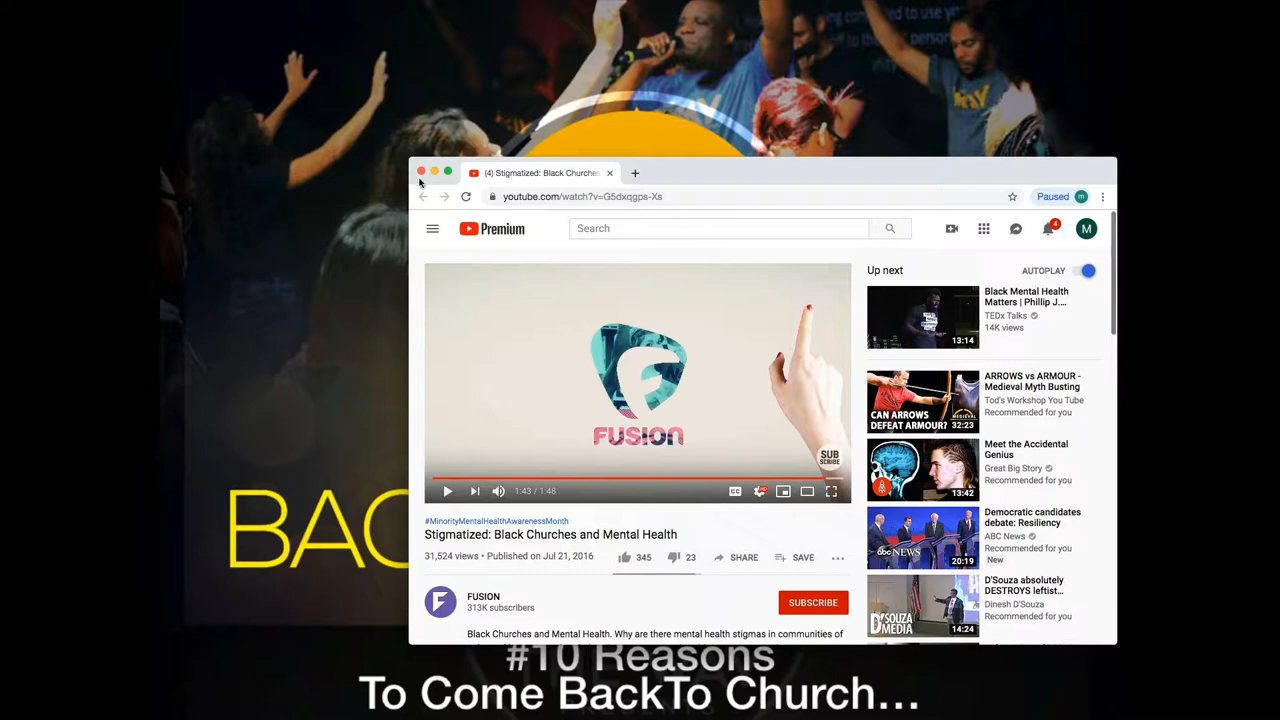 (4) Stigmatized: Black Churches
youtube.com/watch?v=G5dxqgps-Xs
Paused
m
Premium
Search
4
M
Up next
AUTOPLAY
Black Mental Health
Matters | Phillip J....
TEDx Talks
14K views
13:14
ARROWS vs ARMOUR -
Medieval Myth Busting
Tod's Workshop You Tube
Recommended for you
CAN ARROWS
DEFEAT ARMOUR?
32:23
Meet the Accidental
Genius
Great Big Story
Recommended for you
13:42
Democratic candidates
debate: Resiliency
ABC News
Recommended for you
New
abc NEWS
20:19
D'Souza absolutely
DESTROYS leftist...
Dinesh D'Souza
Recommended for you
D'SOUZA
MEDIA
14:24
FUSION
SUB
SCRIBE
1:43 / 1:48
CC
HD
#MinorityMentalHealthAwarenessMonth
Stigmatized: Black Churches and Mental Health
31,524 views • Published on Jul 21, 2016
345
23
SHARE
SAVE
FUSION
313K subscribers
SUBSCRIBE
Black Churches and Mental Health. Why are there mental health stigmas in communities of
BAC
#10 Reasons
To Come BackTo Church...